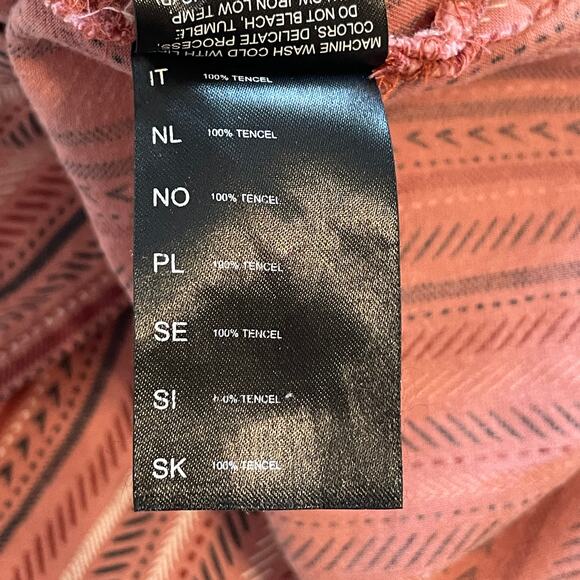 MACHINE WASH COLD WITH
COLORS, DELICATE PROCESS,
DO NOT BLEACH, TUMBLE
IRON LOW TEMP
IT 100% TENCEL
NL 100% TENCEL
NO 100% TENCEL
PL 100% TENCEL
SE 100% TENCEL
SI 100% TENCEL
SK 100% TENCEL